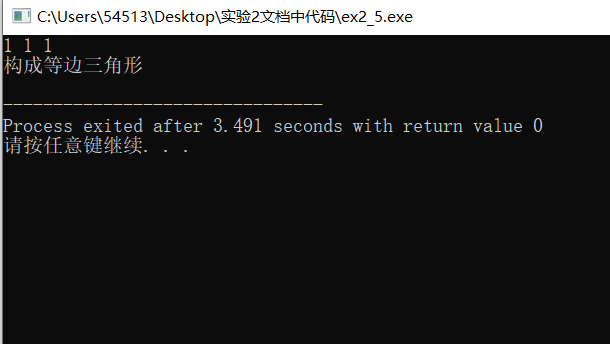 C:\Users\54513\Desktop\实验2文档中代码\ex2_5.exe
1 1 1
构成等边三角形
--------------------------------
Process exited after 3.491 seconds with return value 0
请按任意键继续. . .